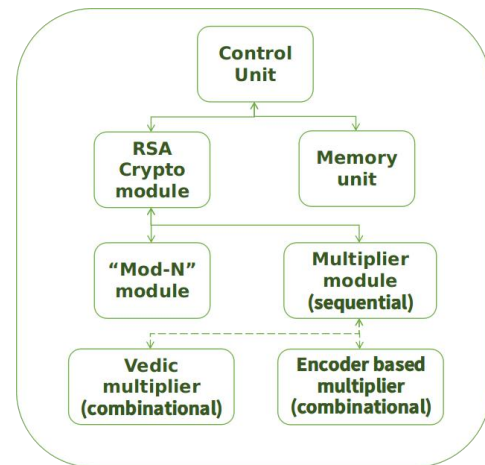 Control
Unit
RSA
Crypto
module
Memory
unit
“Mod-N”
module
Multiplier
module
(sequential)
Vedic
multiplier
(combinational)
Encoder based
multiplier
(combinational)